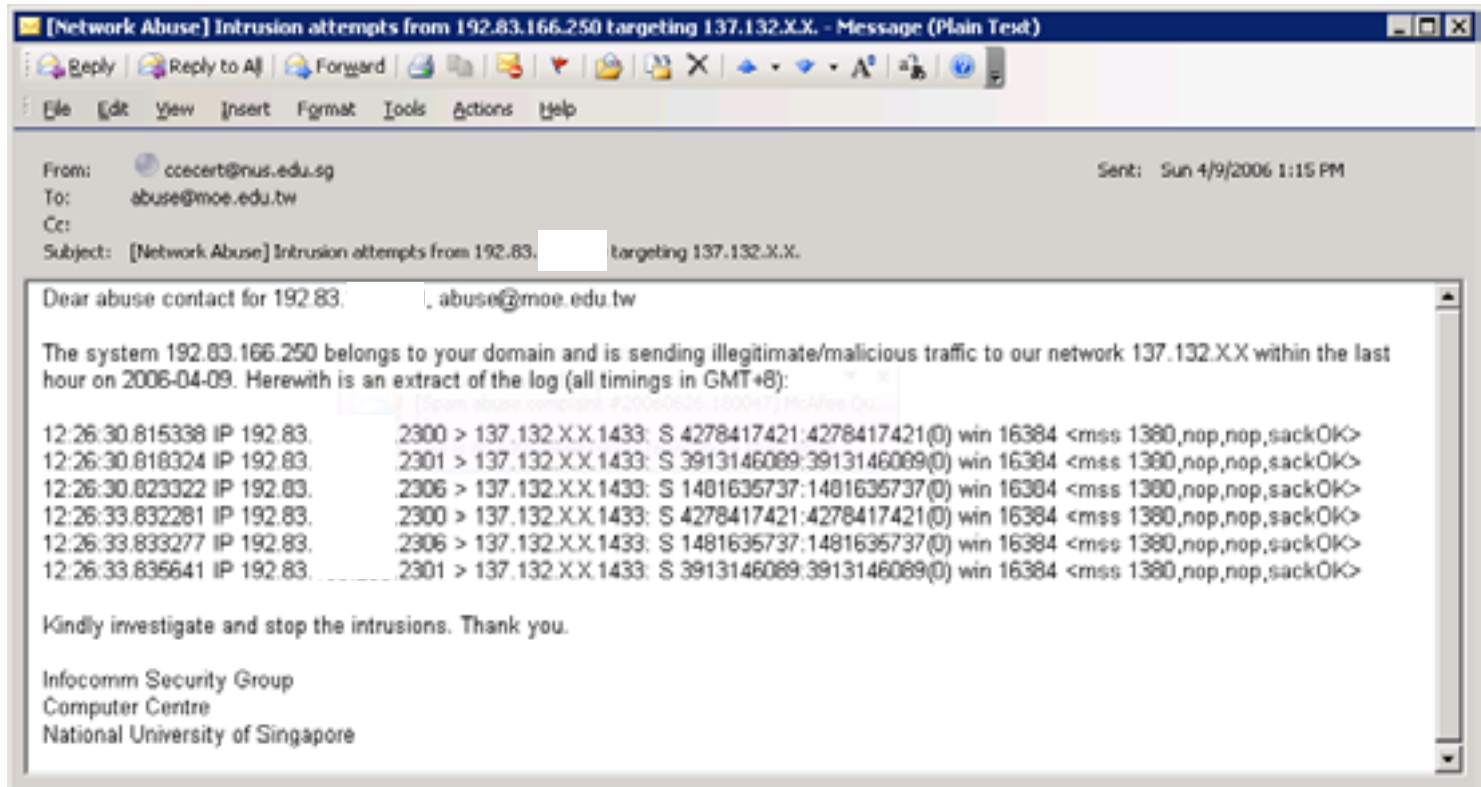 [Network Abuse] Intrusion attempts from 192.83.166.250 targeting 137.132.X.X. - Message (Plain Text)
Reply Reply to All Forward
File Edit View Insert Format Tools Actions Help
From: ccecert@nus.edu.sg Sent: Sun 4/9/2006 1:15 PM
To: abuse@moe.edu.tw
Cc:
Subject: [Network Abuse] Intrusion attempts from 192.83. targeting 137.132.X.X.
Dear abuse contact for 192.83. , abuse@moe.edu.tw
The system 192.83.166.250 belongs to your domain and is sending illegitimate/malicious traffic to our network 137.132.X.X within the last
hour on 2006-04-09. Herewith is an extract of the log (all timings in GMT+8):
[Spam abuse complaint #20060626.180047] McAfee Qu...
12:26:30.815338 IP 192.83. .2300 > 137.132.X.X.1433: S 4278417421:4278417421(0) win 16384 <mss 1380,nop,nop,sackOK>
12:26:30.818324 IP 192.83. .2301 > 137.132.X.X.1433: S 3913146089:3913146089(0) win 16384 <mss 1380,nop,nop,sackOK>
12:26:30.823322 IP 192.83. .2306 > 137.132.X.X.1433: S 1481635737:1481635737(0) win 16384 <mss 1380,nop,nop,sackOK>
12:26:33.832281 IP 192.83. .2300 > 137.132.X.X.1433: S 4278417421:4278417421(0) win 16384 <mss 1380,nop,nop,sackOK>
12:26:33.833277 IP 192.83. .2306 > 137.132.X.X.1433: S 1481635737:1481635737(0) win 16384 <mss 1380,nop,nop,sackOK>
12:26:33.835641 IP 192.83. .2301 > 137.132.X.X.1433: S 3913146089:3913146089(0) win 16384 <mss 1380,nop,nop,sackOK>
Kindly investigate and stop the intrusions. Thank you.
Infocomm Security Group
Computer Centre
National University of Singapore